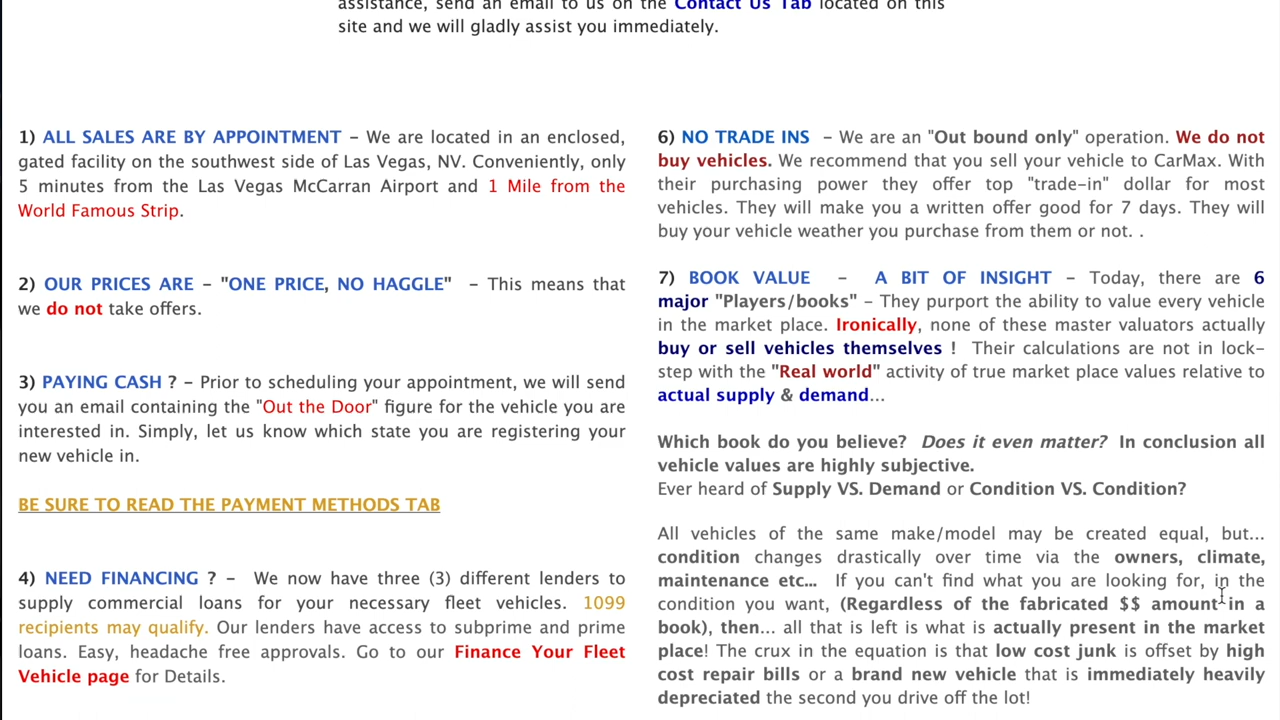 assistance, send an email to us on the Contact Us Tab located on this
site and we will gladly assist you immediately.
1) ALL SALES ARE BY APPOINTMENT – We are located in an enclosed,
gated facility on the southwest side of Las Vegas, NV. Conveniently, only
5 minutes from the Las Vegas McCarran Airport and 1 Mile from the
World Famous Strip.
2) OUR PRICES ARE – "ONE PRICE, NO HAGGLE" – This means that
we do not take offers.
3) PAYING CASH ? – Prior to scheduling your appointment, we will send
you an email containing the "Out the Door" figure for the vehicle you are
interested in. Simply, let us know which state you are registering your
new vehicle in.
BE SURE TO READ THE PAYMENT METHODS TAB
4) NEED FINANCING ? – We now have three (3) different lenders to
supply commercial loans for your necessary fleet vehicles. 1099
recipients may qualify. Our lenders have access to subprime and prime
loans. Easy, headache free approvals. Go to our Finance Your Fleet
Vehicle page for Details.
6) NO TRADE INS – We are an "Out bound only" operation. We do not
buy vehicles. We recommend that you sell your vehicle to CarMax. With
their purchasing power they offer top "trade-in" dollar for most
vehicles. They will make you a written offer good for 7 days. They will
buy your vehicle weather you purchase from them or not. .
7) BOOK VALUE – A BIT OF INSIGHT – Today, there are 6
major "Players/books" – They purport the ability to value every vehicle
in the market place. Ironically, none of these master valuators actually
buy or sell vehicles themselves ! Their calculations are not in lock-
step with the "Real world" activity of true market place values relative to
actual supply & demand...
Which book do you believe? Does it even matter? In conclusion all
vehicle values are highly subjective.
Ever heard of Supply VS. Demand or Condition VS. Condition?
All vehicles of the same make/model may be created equal, but...
condition changes drastically over time via the owners, climate,
maintenance etc... If you can't find what you are looking for, in the
condition you want, (Regardless of the fabricated $$ amount in a
book), then... all that is left is what is actually present in the market
place! The crux in the equation is that low cost junk is offset by high
cost repair bills or a brand new vehicle that is immediately heavily
depreciated the second you drive off the lot!